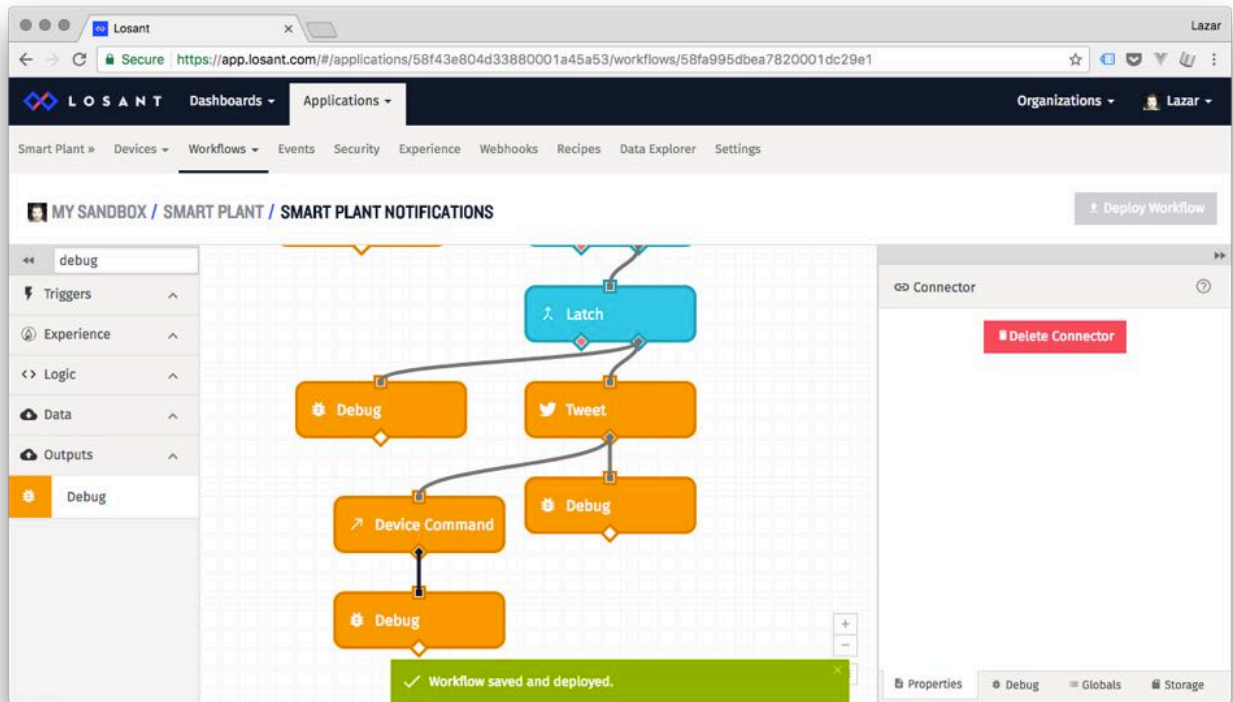 Losant
Lazar
Secure https://app.losant.com/#/applications/58f43e804d33880001a45a53/workflows/58fa995dbea7820001dc29e1
LOSANT Dashboards Applications Organizations Lazar
Smart Plant » Devices Workflows Events Security Experience Webhooks Recipes Data Explorer Settings
MY SANDBOX / SMART PLANT / SMART PLANT NOTIFICATIONS
Deploy Workflow
debug
Triggers
Experience
Logic
Data
Outputs
Debug
Latch
Debug
Tweet
Device Command
Debug
Debug
Workflow saved and deployed.
Connector
Delete Connector
Properties Debug Globals Storage